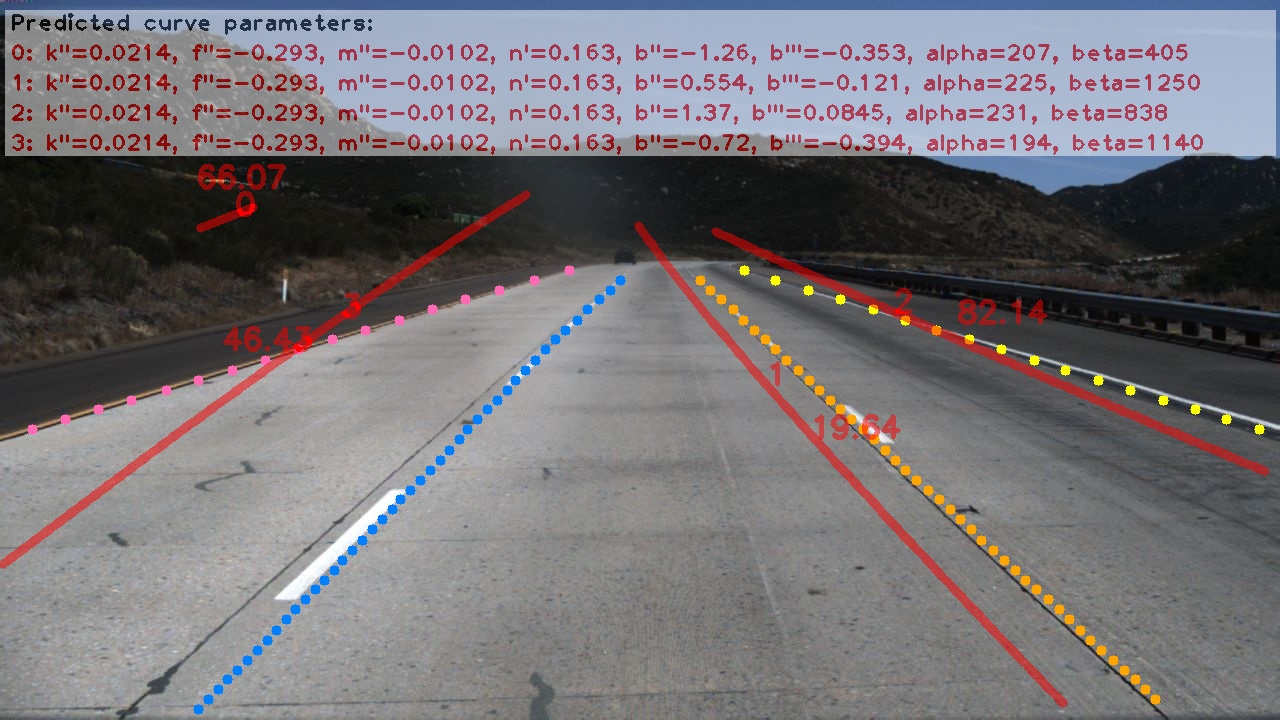 Predicted curve parameters:
0: k''=0.0214, f''=−0.293, m''=−0.0102, n'=0.163, b''=−1.26, b'''=−0.353, alpha=207, beta=405
1: k''=0.0214, f''=−0.293, m''=−0.0102, n'=0.163, b''=0.554, b'''=−0.121, alpha=225, beta=1250
2: k''=0.0214, f''=−0.293, m''=−0.0102, n'=0.163, b''=1.37, b'''=0.0845, alpha=231, beta=838
3: k''=0.0214, f''=−0.293, m''=−0.0102, n'=0.163, b''=−0.72, b'''=−0.394, alpha=194, beta=1140
66.07
0
3
2
82.14
46.43
1
19.64